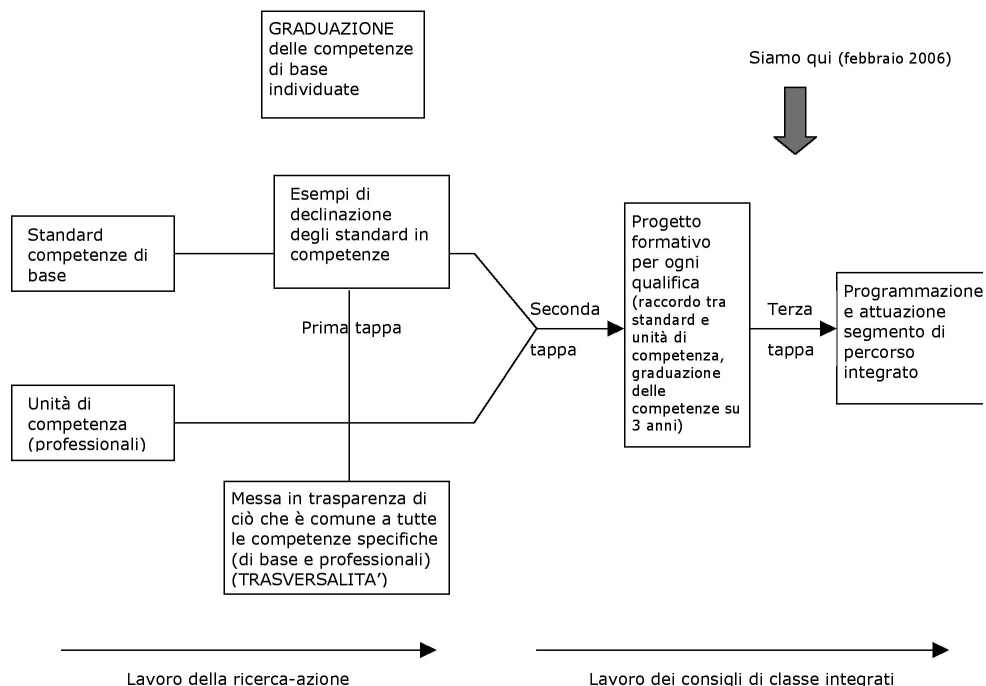 GRADUAZIONE
delle competenze
di base
individuate
Siamo qui (febbraio 2006)
Standard
competenze di
base
Esempi di
declinazione
degli standard in
competenze
Prima tappa
Unità di
competenza
(professionali)
Messa in trasparenza di
ciò che è comune a tutte
le competenze specifiche
(di base e professionali)
(TRASVERSALITA’)
Seconda
tappa
Progetto
formativo
per ogni
qualifica
(raccordo tra
standard e
unità di
competenza,
graduazione
delle
competenze su
3 anni)
Terza
tappa
Programmazione
e attuazione
segmento di
percorso
integrato
Lavoro della ricerca-azione
Lavoro dei consigli di classe integrati